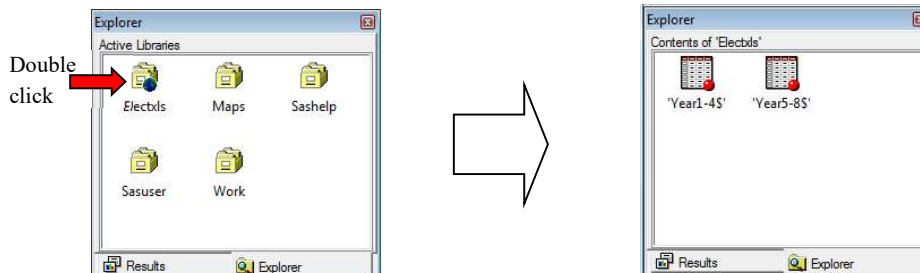 Explorer
Active Libraries
Double
click
Electxls
Maps
Sashelp
Sasuser
Work
Results
Explorer
Explorer
Contents of 'Electxls'
'Year1-4$'
'Year5-8$'
Results
Explorer